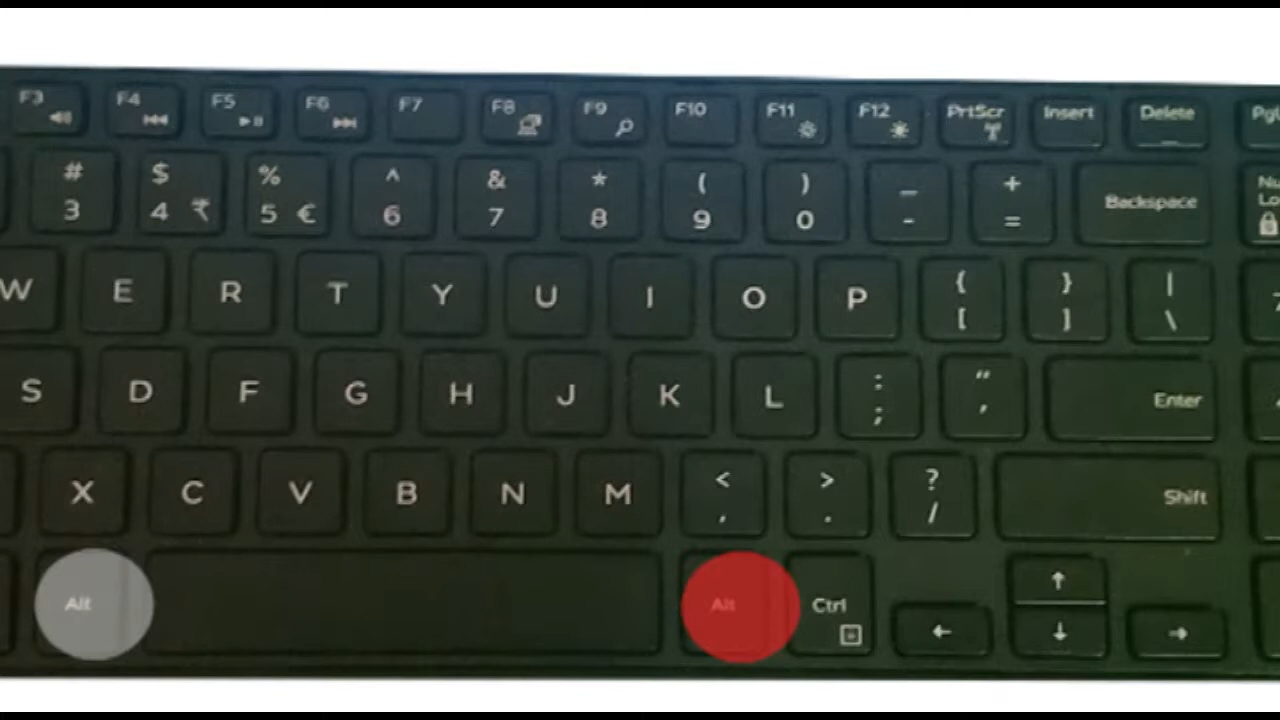 F3 F4 F5 F6 F7 F8 F9 F10 F11 F12 PrtScr Insert Delete
# $ % ^ & * ( ) _ +
3 4 ₹ 5 € 6 7 8 9 0 - = Backspace
W E R T Y U I O P { } |
[ ] \
S D F G H J K L : “ Enter
; ‘
X C V B N M < > ? Shift
, . /
Alt Alt Ctrl
↑
← ↓ →